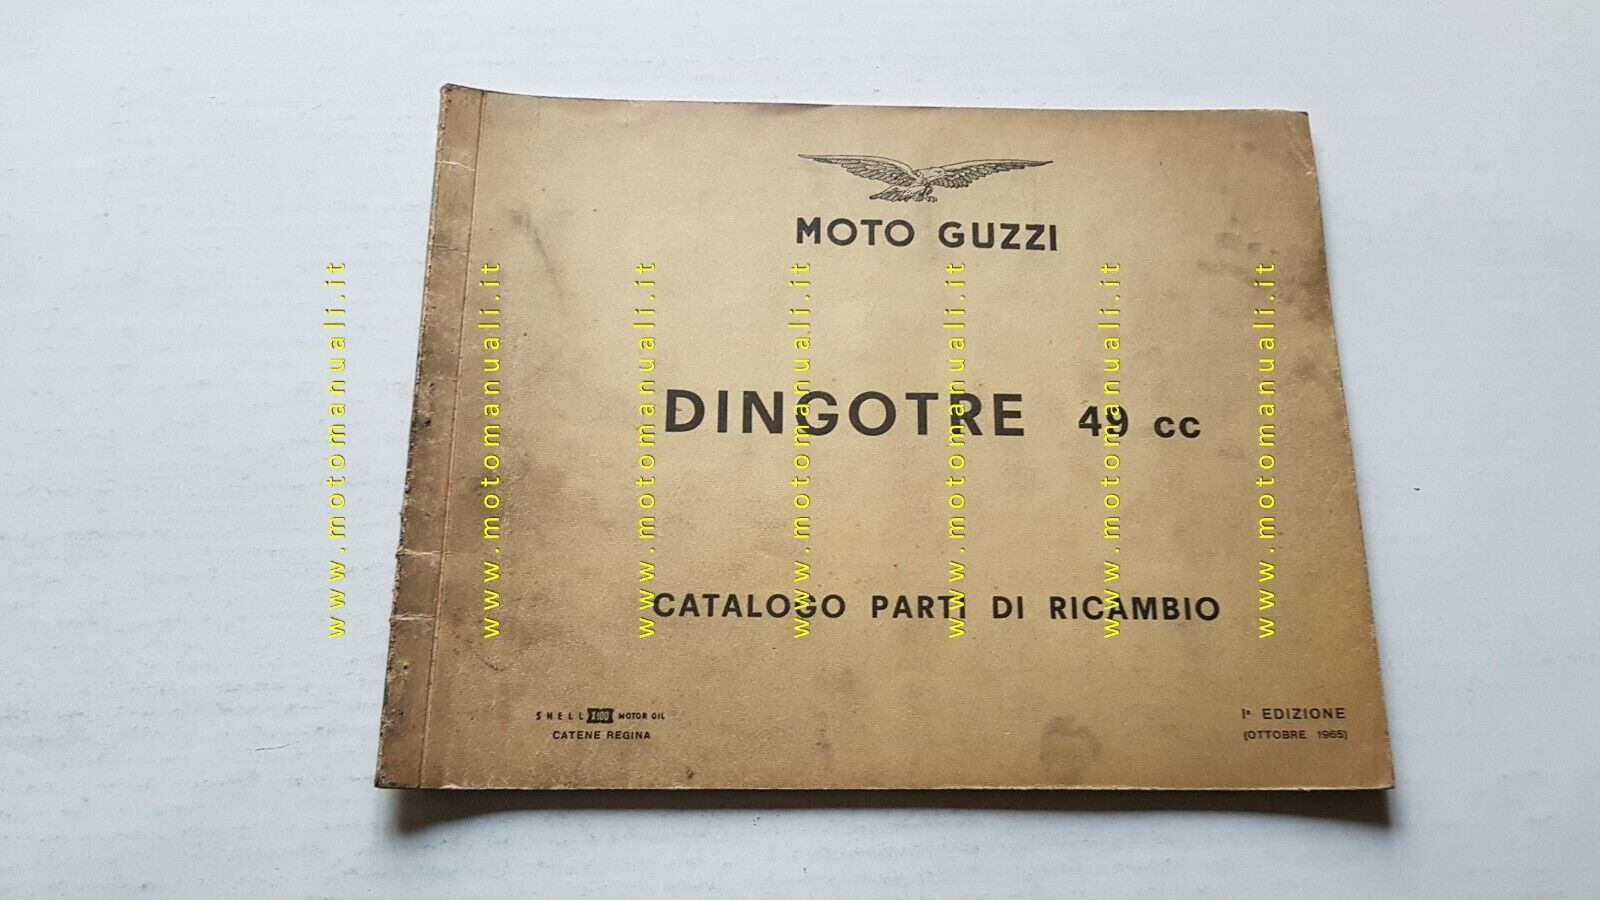 MOTO GUZZI
DINGOTRE 49 cc
CATALOGO PARTI DI RICAMBIO
SHELL X-100 MOTOR OIL
CATENE REGINA
Iª EDIZIONE
(OTTOBRE 1965)
www.motomanuali.it
www.motomanuali.it
www.motomanuali.it
www.motomanuali.it
www.motomanuali.it
www.motomanuali.it
www.motomanuali.it